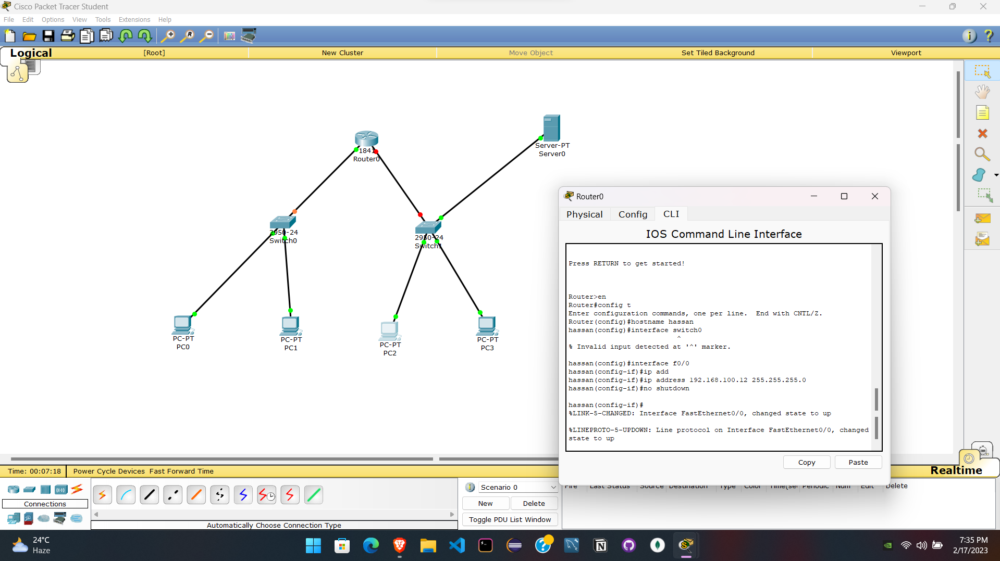 Cisco Packet Tracer Student
File Edit Options View Tools Extensions Help
Logical [Root] New Cluster Move Object Set Tiled Background Viewport
Server-PT
Server0
1841
Router0
2950-24
Switch0
2950-24
Switch1
PC-PT
PC0
PC-PT
PC1
PC-PT
PC2
PC-PT
PC3
Router0
Physical Config CLI
IOS Command Line Interface
Press RETURN to get started!
Router>en
Router#config t
Enter configuration commands, one per line.  End with CNTL/Z.
Router(config)#hostname hassan
hassan(config)#interface switch0
^
% Invalid input detected at '^' marker.
hassan(config)#interface f0/0
hassan(config-if)#ip add
hassan(config-if)#ip address 192.168.100.12 255.255.255.0
hassan(config-if)#no shutdown
hassan(config-if)#
%LINK-5-CHANGED: Interface FastEthernet0/0, changed state to up
%LINEPROTO-5-UPDOWN: Line protocol on Interface FastEthernet0/0, changed
state to up
Copy Paste
Time: 00:07:18 Power Cycle Devices Fast Forward Time
Realtime
Connections
Automatically Choose Connection Type
Scenario 0
New Delete
Toggle PDU List Window
Fire Last Status Source Destination Type Color Time(sec Periodic Num Edit Delete
24°C
Haze
7:35 PM
2/17/2023